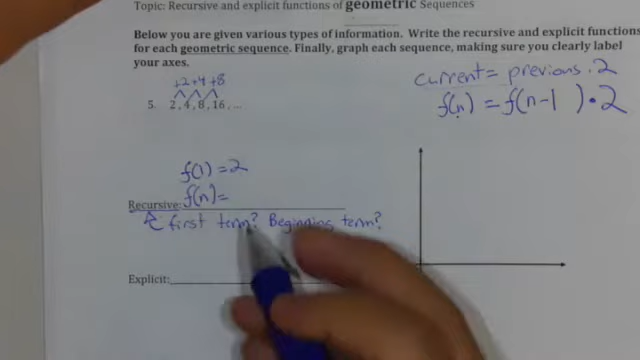 Topic: Recursive and explicit functions of geometric Sequences
Below you are given various types of information. Write the recursive and explicit functions
for each geometric sequence. Finally, graph each sequence, making sure you clearly label
your axes.
current = previous · 2
f(n) = f(n-1 ) · 2
+2 +4 +8
5. 2, 4, 8, 16, ...
f(1) = 2
f(n) =
Recursive:
first term? Beginning term?
Explicit: